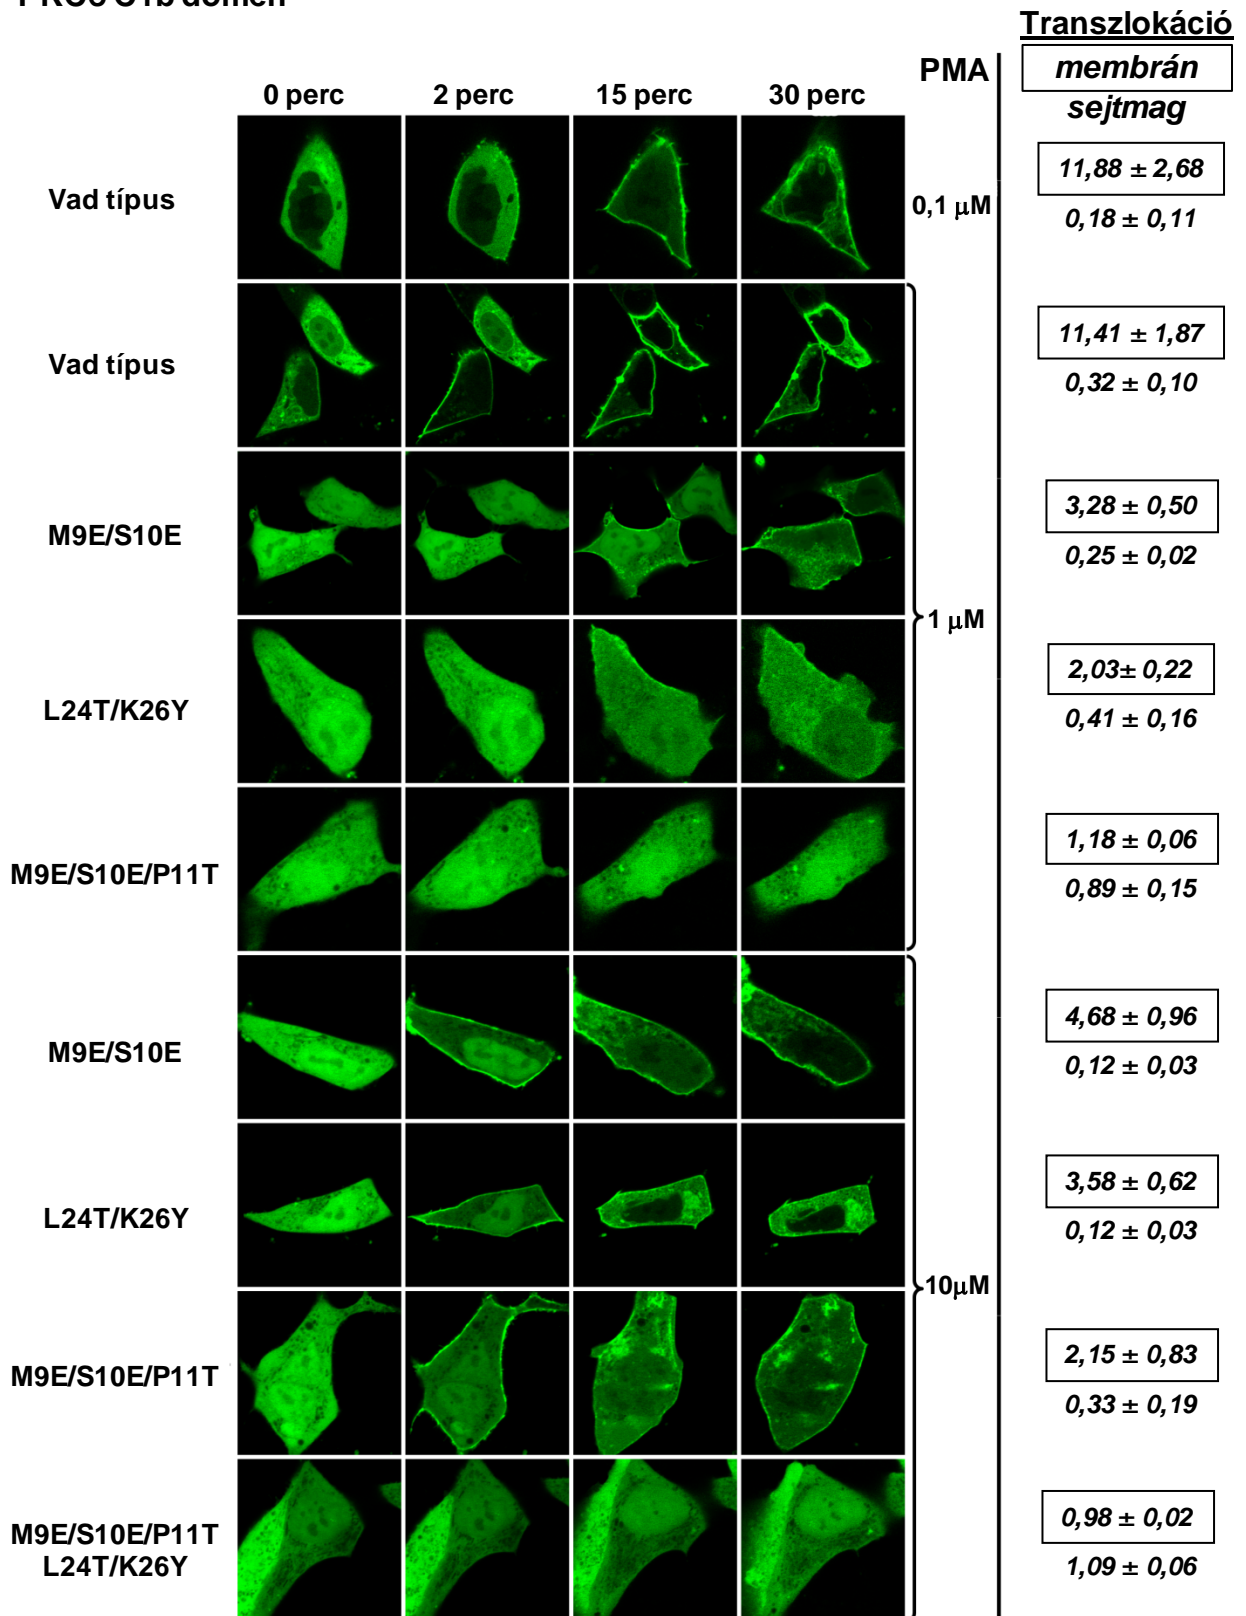 C1b domén
Transzlokáció
PMA
membrán
sejtmag
0 perc 2 perc 15 perc 30 perc
Vad típus
0,1 μM
11,88 ± 2,68
0,18 ± 0,11
Vad típus
11,41 ± 1,87
0,32 ± 0,10
M9E/S10E
3,28 ± 0,50
0,25 ± 0,02
1 μM
L24T/K26Y
2,03± 0,22
0,41 ± 0,16
M9E/S10E/P11T
1,18 ± 0,06
0,89 ± 0,15
M9E/S10E
4,68 ± 0,96
0,12 ± 0,03
L24T/K26Y
3,58 ± 0,62
0,12 ± 0,03
10μM
M9E/S10E/P11T
2,15 ± 0,83
0,33 ± 0,19
M9E/S10E/P11T
L24T/K26Y
0,98 ± 0,02
1,09 ± 0,06